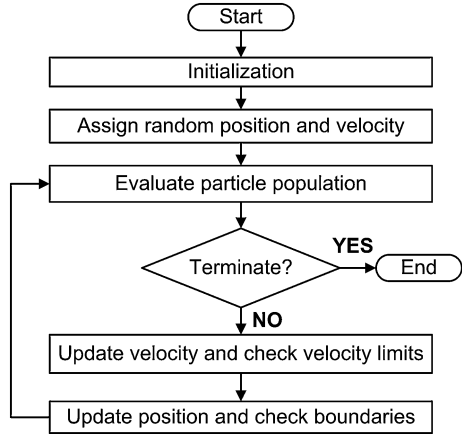 Start
Initialization
Assign random position and velocity
Evaluate particle population
Terminate?
YES
End
NO
Update velocity and check velocity limits
Update position and check boundaries